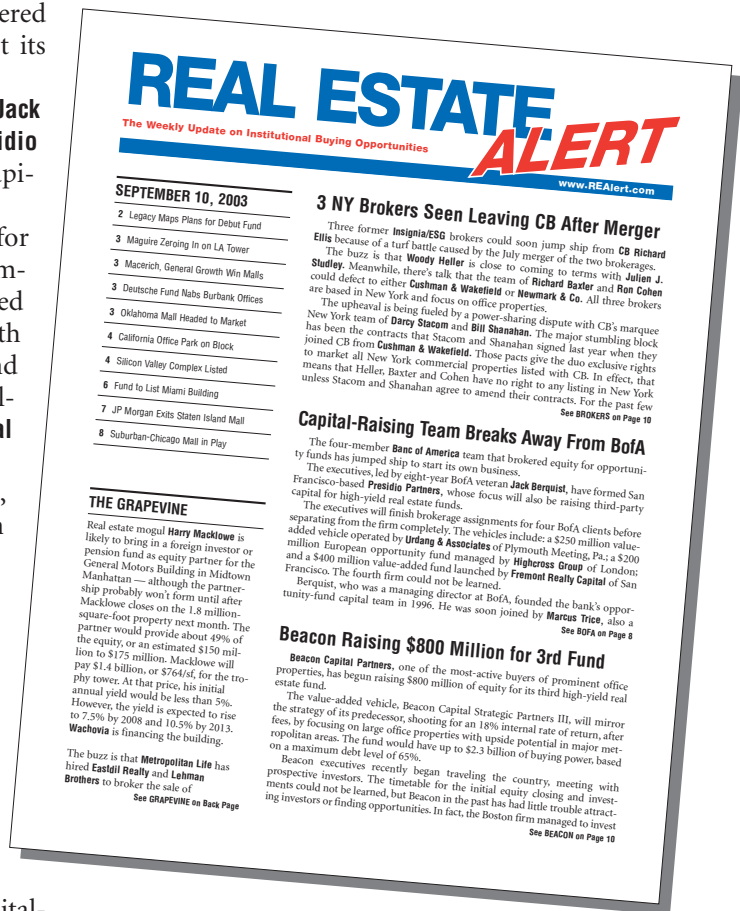 ered
t its
Jack
idio
api-
for
m-
ed
th
nd
l-
al
,
n
ital-
REAL ESTATE
ALERT
The Weekly Update on Institutional Buying Opportunities
www.REAlert.com
SEPTEMBER 10, 2003
2 Legacy Maps Plans for Debut Fund
3 Maguire Zeroing In on LA Tower
3 Macerich, General Growth Win Malls
3 Deutsche Fund Nabs Burbank Offices
3 Oklahoma Mall Headed to Market
4 California Office Park on Block
4 Silicon Valley Complex Listed
6 Fund to List Miami Building
7 JP Morgan Exits Staten Island Mall
8 Suburban-Chicago Mall in Play
THE GRAPEVINE
Real estate mogul Harry Macklowe is
likely to bring in a foreign investor or
pension fund as equity partner for the
General Motors Building in Midtown
Manhattan — although the partner-
ship probably won't form until after
Macklowe closes on the 1.8 million-
square-foot property next month. The
partner would provide about 49% of
the equity, or an estimated $150 mil-
lion to $175 million. Macklowe will
pay $1.4 billion, or $764/sf, for the tro-
phy tower. At that price, his initial
annual yield would be less than 5%.
However, the yield is expected to rise
to 7.5% by 2008 and 10.5% by 2013.
Wachovia is financing the building.
The buzz is that Metropolitan Life has
hired Eastdil Realty and Lehman
Brothers to broker the sale of
See GRAPEVINE on Back Page
3 NY Brokers Seen Leaving CB After Merger
Three former Insignia/ESG brokers could soon jump ship from CB Richard
Ellis because of a turf battle caused by the July merger of the two brokerages.
The buzz is that Woody Heller is close to coming to terms with Julien J.
Studley. Meanwhile, there's talk that the team of Richard Baxter and Ron Cohen
could defect to either Cushman & Wakefield or Newmark & Co. All three brokers
are based in New York and focus on office properties.
The upheaval is being fueled by a power-sharing dispute with CB's marquee
New York team of Darcy Stacom and Bill Shanahan. The major stumbling block
has been the contracts that Stacom and Shanahan signed last year when they
joined CB from Cushman & Wakefield. Those pacts give the duo exclusive rights
to market all New York commercial properties listed with CB. In effect, that
means that Heller, Baxter and Cohen have no right to any listing in New York
unless Stacom and Shanahan agree to amend their contracts. For the past few
See BROKERS on Page 10
Capital-Raising Team Breaks Away From BofA
The four-member Banc of America team that brokered equity for opportuni-
ty funds has jumped ship to start its own business.
The executives, led by eight-year BofA veteran Jack Berquist, have formed San
Francisco-based Presidio Partners, whose focus will also be raising third-party
capital for high-yield real estate funds.
The executives will finish brokerage assignments for four BofA clients before
separating from the firm completely. The vehicles include: a $250 million value-
added vehicle operated by Urdang & Associates of Plymouth Meeting, Pa.; a $200
million European opportunity fund managed by Highcross Group of London;
and a $400 million value-added fund launched by Fremont Realty Capital of San
Francisco. The fourth firm could not be learned.
Berquist, who was a managing director at BofA, founded the bank's oppor-
tunity-fund capital team in 1996. He was soon joined by Marcus Trice, also a
See BOFA on Page 8
Beacon Raising $800 Million for 3rd Fund
Beacon Capital Partners, one of the most-active buyers of prominent office
properties, has begun raising $800 million of equity for its third high-yield real
estate fund.
The value-added vehicle, Beacon Capital Strategic Partners III, will mirror
the strategy of its predecessor, shooting for an 18% internal rate of return, after
fees, by focusing on large office properties with upside potential in major met-
ropolitan areas. The fund would have up to $2.3 billion of buying power, based
on a maximum debt level of 65%.
Beacon executives recently began traveling the country, meeting with
prospective investors. The timetable for the initial equity closing and invest-
ments could not be learned, but Beacon in the past has had little trouble attract-
ing investors or finding opportunities. In fact, the Boston firm managed to invest
See BEACON on Page 10